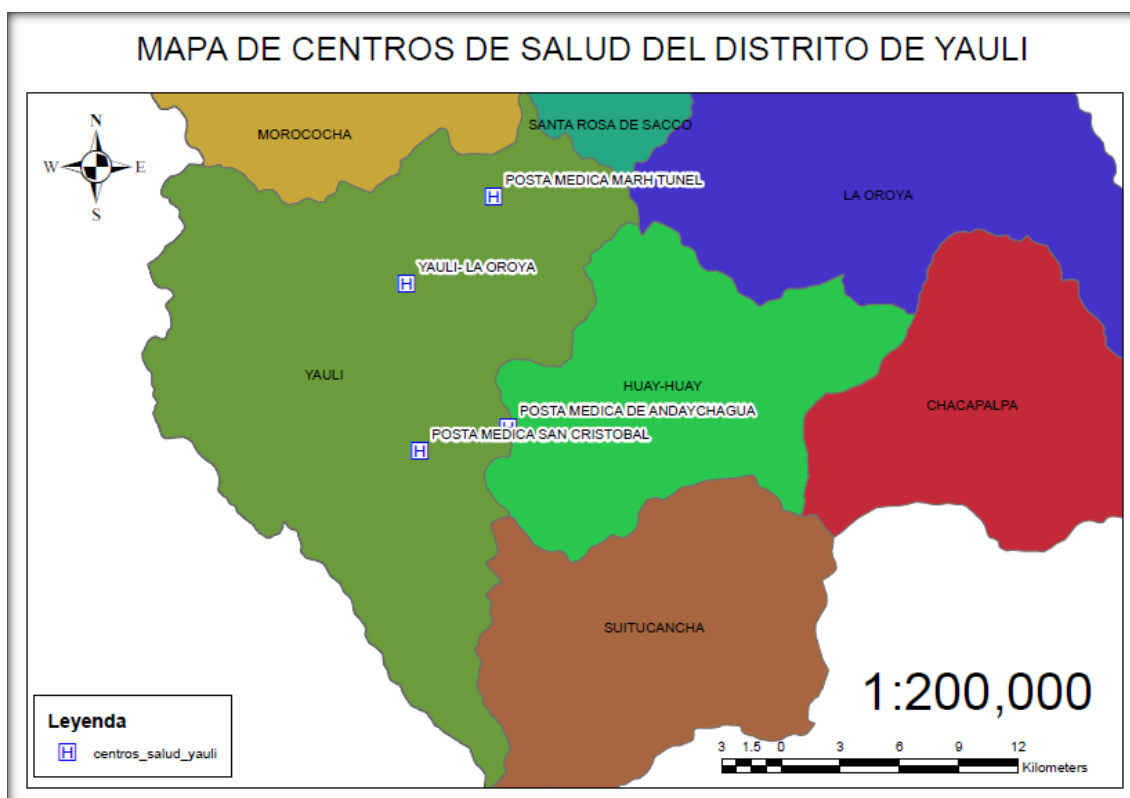 MAPA DE CENTROS DE SALUD DEL DISTRITO DE YAULI
N
W E
S
MOROCOCHA
SANTA ROSA DE SACCO
POSTA MEDICA MARH TUNEL
LA OROYA
YAULI- LA OROYA
YAULI
HUAY-HUAY
CHACAPALPA
POSTA MEDICA DE ANDAYCHAGUA
POSTA MEDICA SAN CRISTOBAL
SUITUCANCHA
1:200,000
Leyenda
H centros_salud_yauli
3 1.5 0 3 6 9 12
Kilometers
H
H
H
H